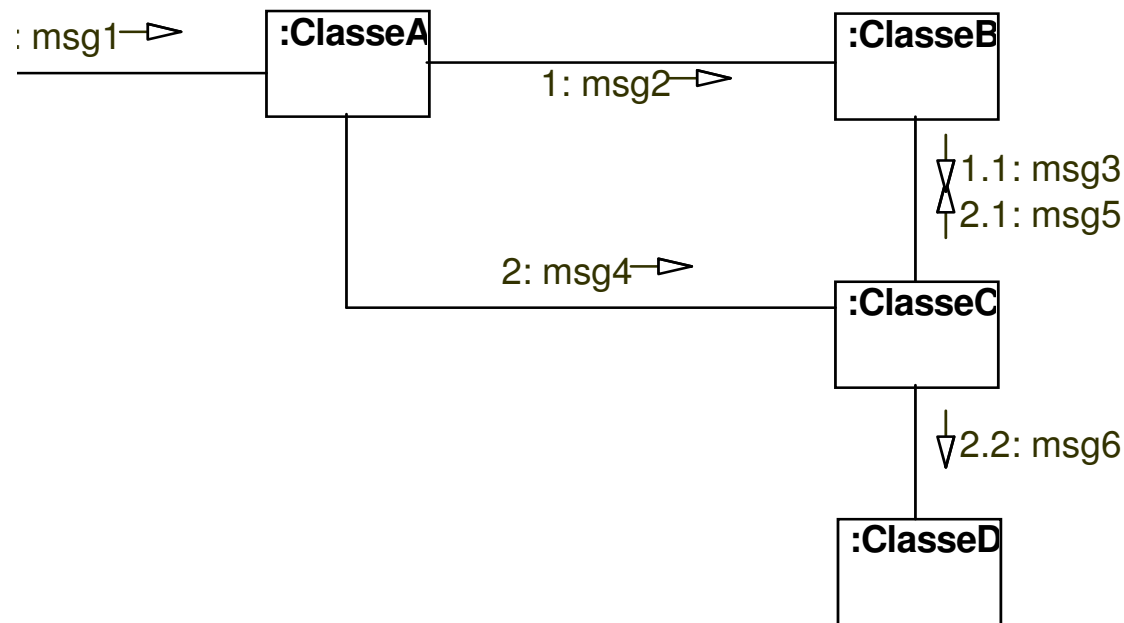 : msg1
:ClasseA
:ClasseB
1: msg2
1.1: msg3
2.1: msg5
2: msg4
:ClasseC
2.2: msg6
:ClasseD